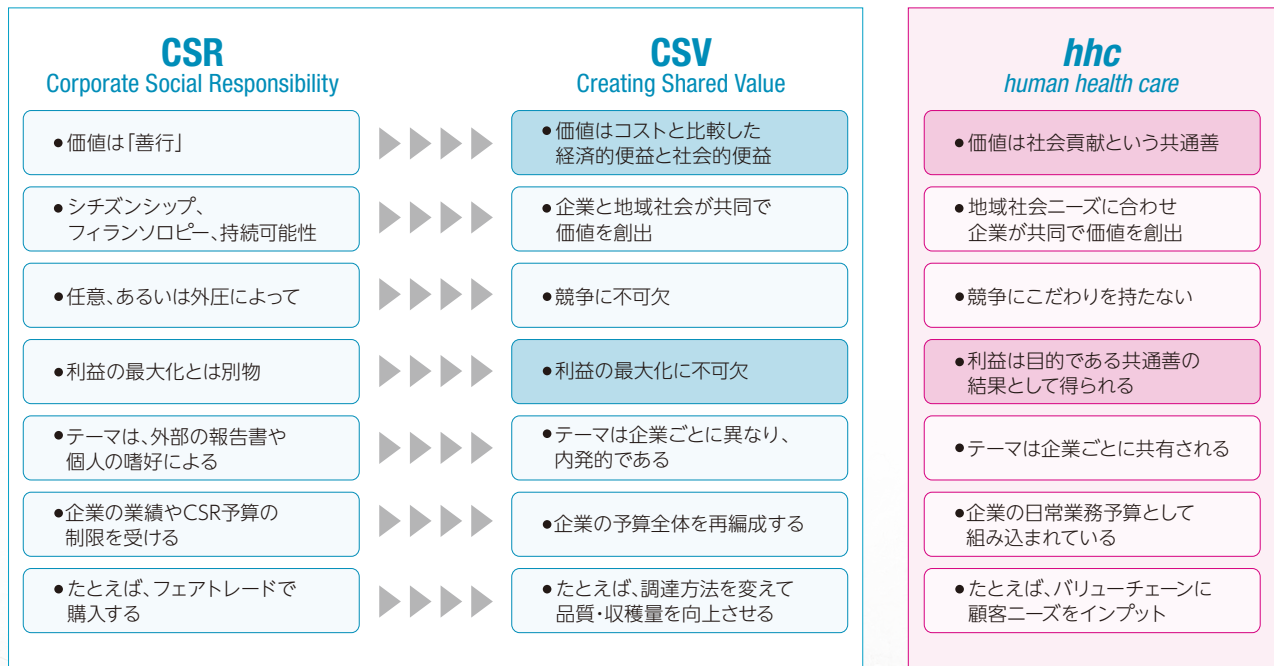 CSR
Corporate Social Responsibility
CSV
Creating Shared Value
hhc
human health care
●価値は「善行」
●価値はコストと比較した
経済的便益と社会的便益
●価値は社会貢献という共通善
●シチズンシップ、
フィランソロピー、持続可能性
●企業と地域社会が共同で
価値を創出
●地域社会ニーズに合わせ
企業が共同で価値を創出
●任意、あるいは外圧によって
●競争に不可欠
●競争にこだわりを持たない
●利益の最大化とは別物
●利益の最大化に不可欠
●利益は目的である共通善の
結果として得られる
●テーマは、外部の報告書や
個人の嗜好による
●テーマは企業ごとに異なり、
内発的である
●テーマは企業ごとに共有される
●企業の業績やCSR予算の
制限を受ける
●企業の予算全体を再編成する
●企業の日常業務予算として
組み込まれている
●たとえば、フェアトレードで
購入する
●たとえば、調達方法を変えて
品質・収穫量を向上させる
●たとえば、バリューチェーンに
顧客ニーズをインプット